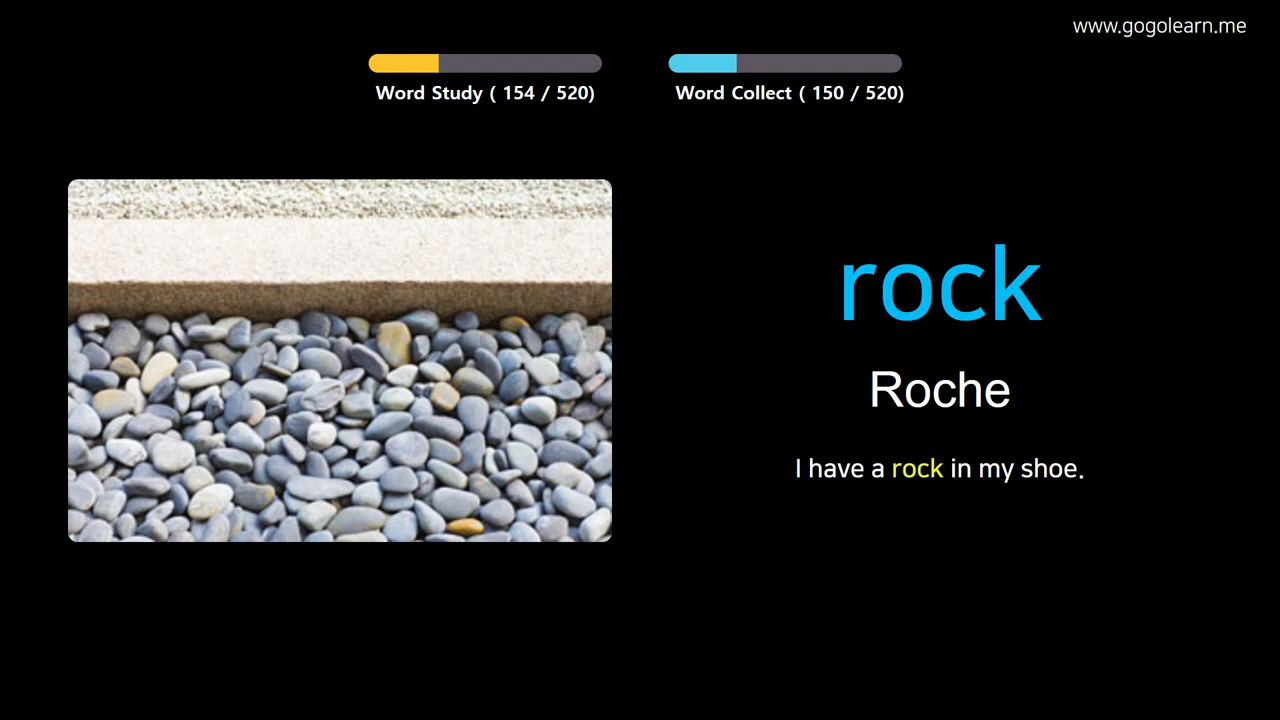 www.gogolearn.me
Word Study ( 154 / 520)
Word Collect ( 150 / 520)
rock
Roche
I have a rock in my shoe.